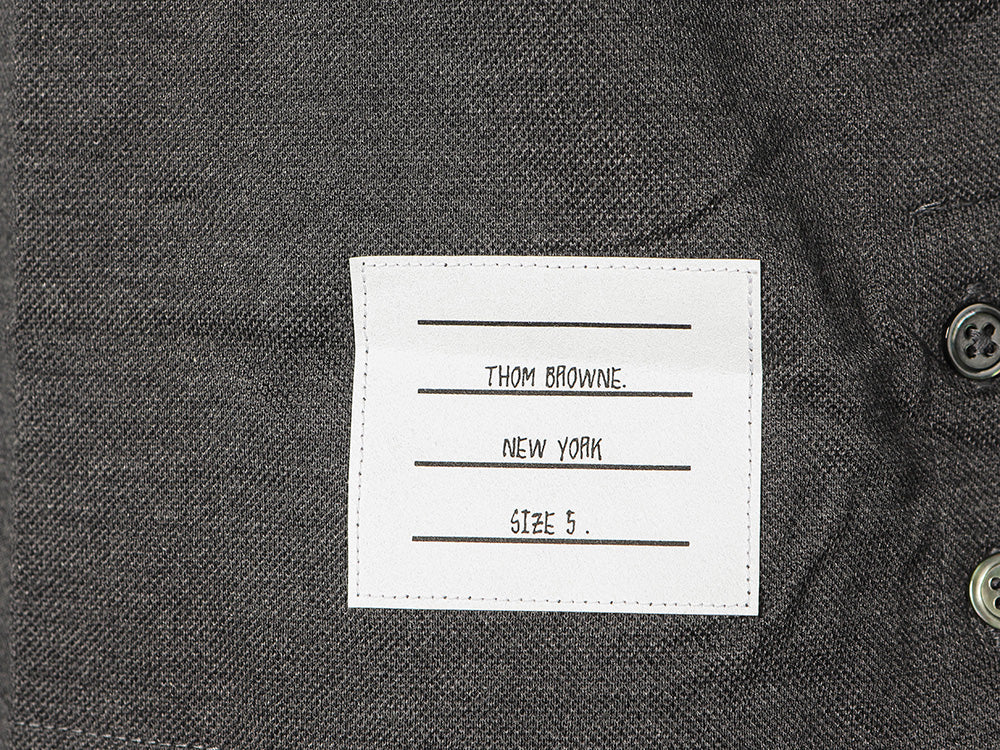 THOM BROWNE.
NEW YORK
SIZE 5 .